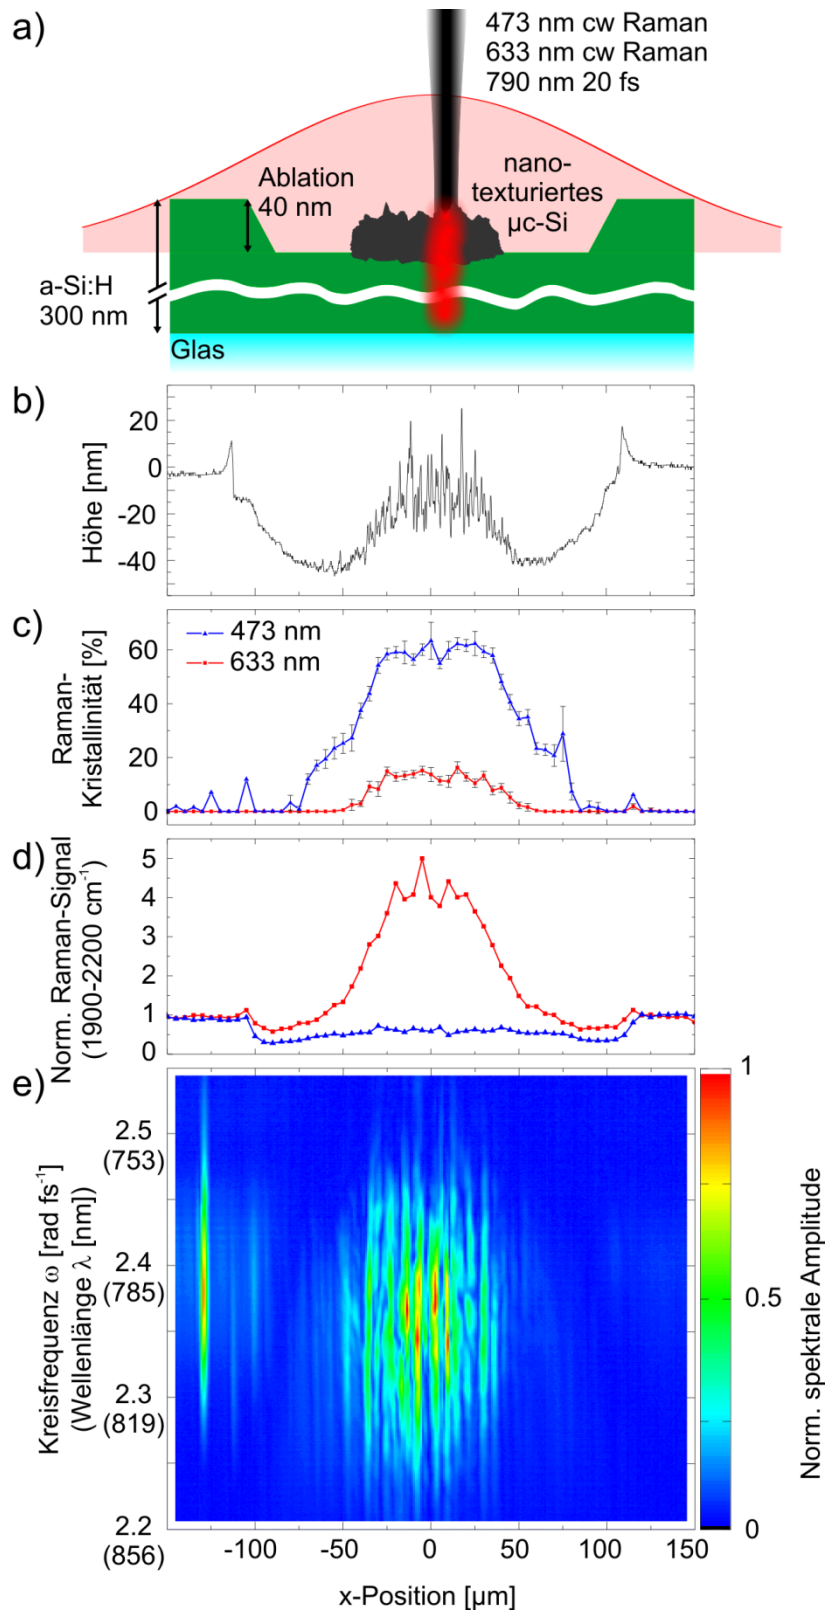 a)
473 nm cw Raman
633 nm cw Raman
790 nm 20 fs
Ablation
40 nm
nano-
texturiertes
µc-Si
a-Si:H
300 nm
Glas
b)
Höhe [nm]
20
0
-20
-40
c)
Raman-
Kristallinität [%]
473 nm
633 nm
60
40
20
0
d)
Norm. Raman-Signal
(1900-2200 cm⁻¹)
5
4
3
2
1
0
e)
Kreisfrequenz ω [rad fs⁻¹]
(Wellenlänge λ [nm])
2.5
(753)
2.4
(785)
2.3
(819)
2.2
(856)
-100
-50
0
50
100
150
x-Position [µm]
1
0.5
0
Norm. spektrale Amplitude